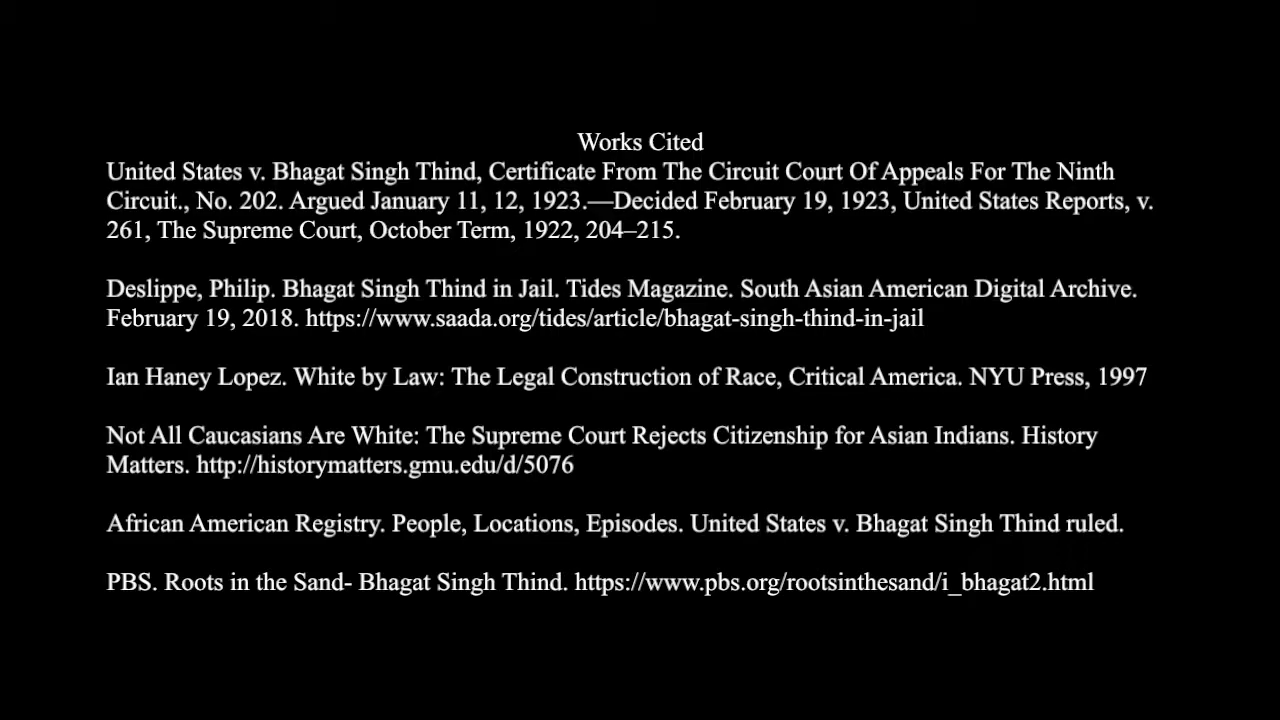 Works Cited
United States v. Bhagat Singh Thind, Certificate From The Circuit Court Of Appeals For The Ninth
Circuit., No. 202. Argued January 11, 12, 1923.—Decided February 19, 1923, United States Reports, v.
261, The Supreme Court, October Term, 1922, 204–215.
Deslippe, Philip. Bhagat Singh Thind in Jail. Tides Magazine. South Asian American Digital Archive.
February 19, 2018. https://www.saada.org/tides/article/bhagat-singh-thind-in-jail
Ian Haney Lopez. White by Law: The Legal Construction of Race, Critical America. NYU Press, 1997
Not All Caucasians Are White: The Supreme Court Rejects Citizenship for Asian Indians. History
Matters. http://historymatters.gmu.edu/d/5076
African American Registry. People, Locations, Episodes. United States v. Bhagat Singh Thind ruled.
PBS. Roots in the Sand- Bhagat Singh Thind. https://www.pbs.org/rootsinthesand/i_bhagat2.html